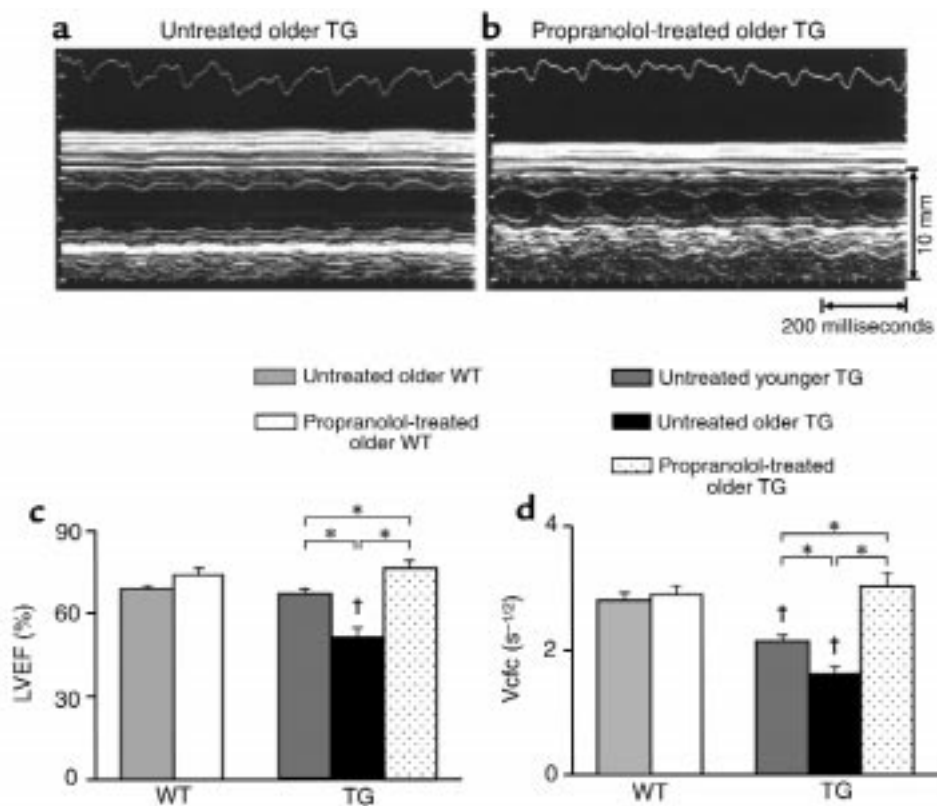 a Untreated older TG
b Propranolol-treated older TG
10 mm
200 milliseconds
Untreated older WT
Propranolol-treated
older WT
Untreated younger TG
Untreated older TG
Propranolol-treated
older TG
c
LVEF (%)
90
60
30
0
*
* *
†
WT TG
d
Vcfc (s⁻¹/²)
4
2
0
*
* *
†
†
WT TG